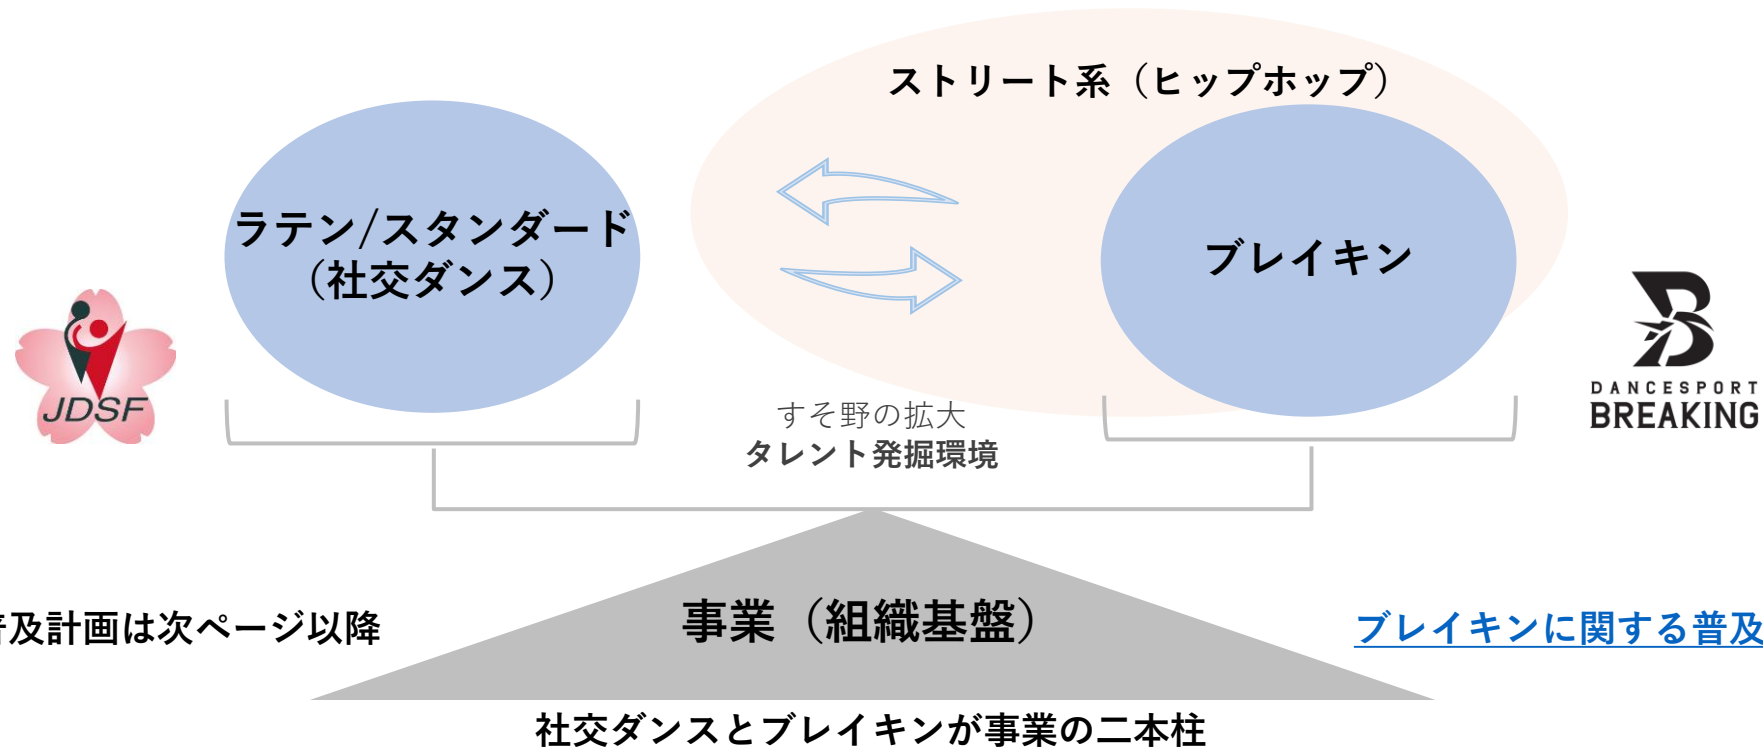 ストリート系（ヒップホップ）
ラテン/スタンダード
（社交ダンス）
ブレイキン
JDSF
DANCESPORT
BREAKING
すそ野の拡大
タレント発掘環境
事業（組織基盤）
普及計画は次ページ以降
ブレイキンに関する普及
社交ダンスとブレイキンが事業の二本柱